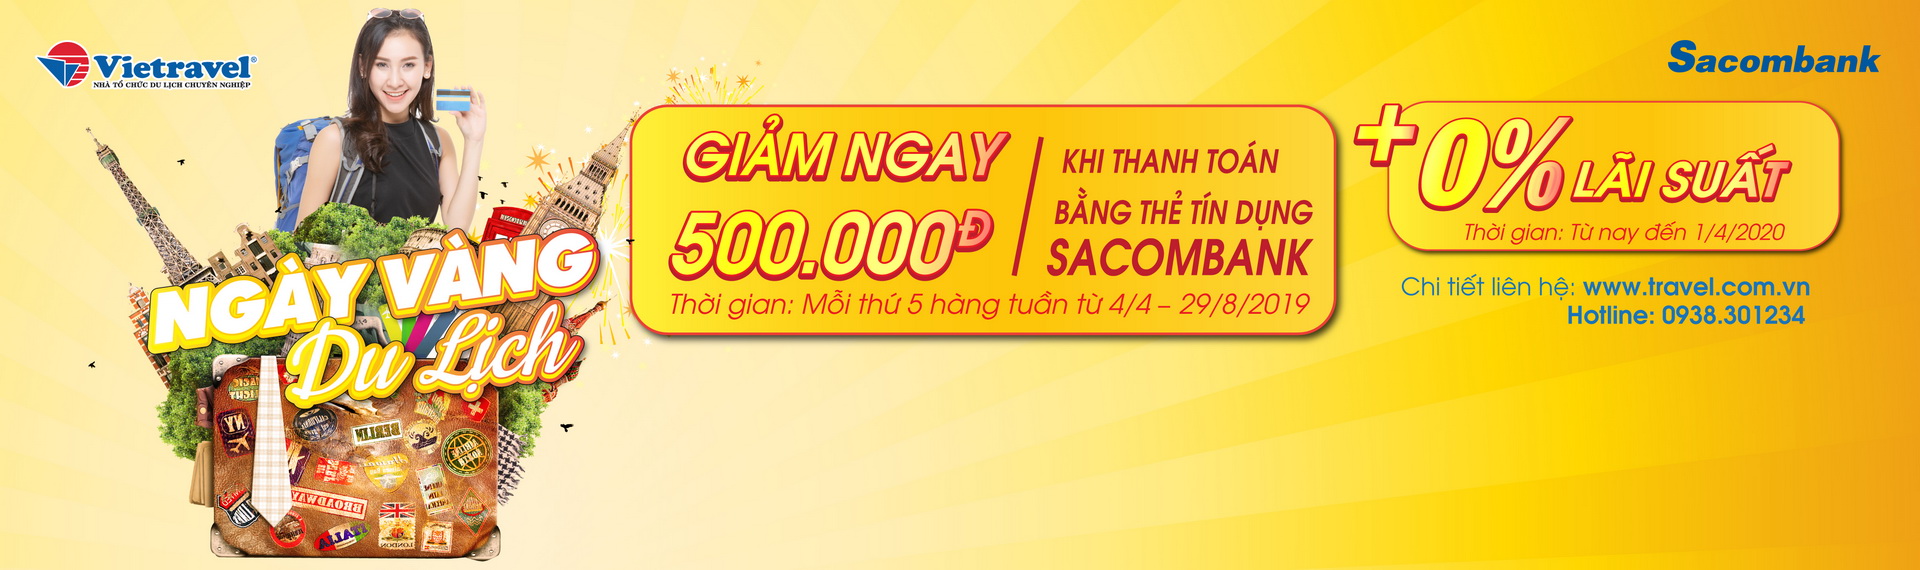 Vietravel®
NHÀ TỔ CHỨC DU LỊCH CHUYÊN NGHIỆP
NGÀY VÀNG
Du Lịch
GIẢM NGAY
500.000Đ
KHI THANH TOÁN
BẰNG THẺ TÍN DỤNG
SACOMBANK
Thời gian: Mỗi thứ 5 hàng tuần từ 4/4 – 29/8/2019
Sacombank
+0% LÃI SUẤT
Thời gian: Từ nay đến 1/4/2020
Chi tiết liên hệ: www.travel.com.vn
Hotline: 0938.301234
NY
BERLIN
BROADWAY
ITALIA
LONDON